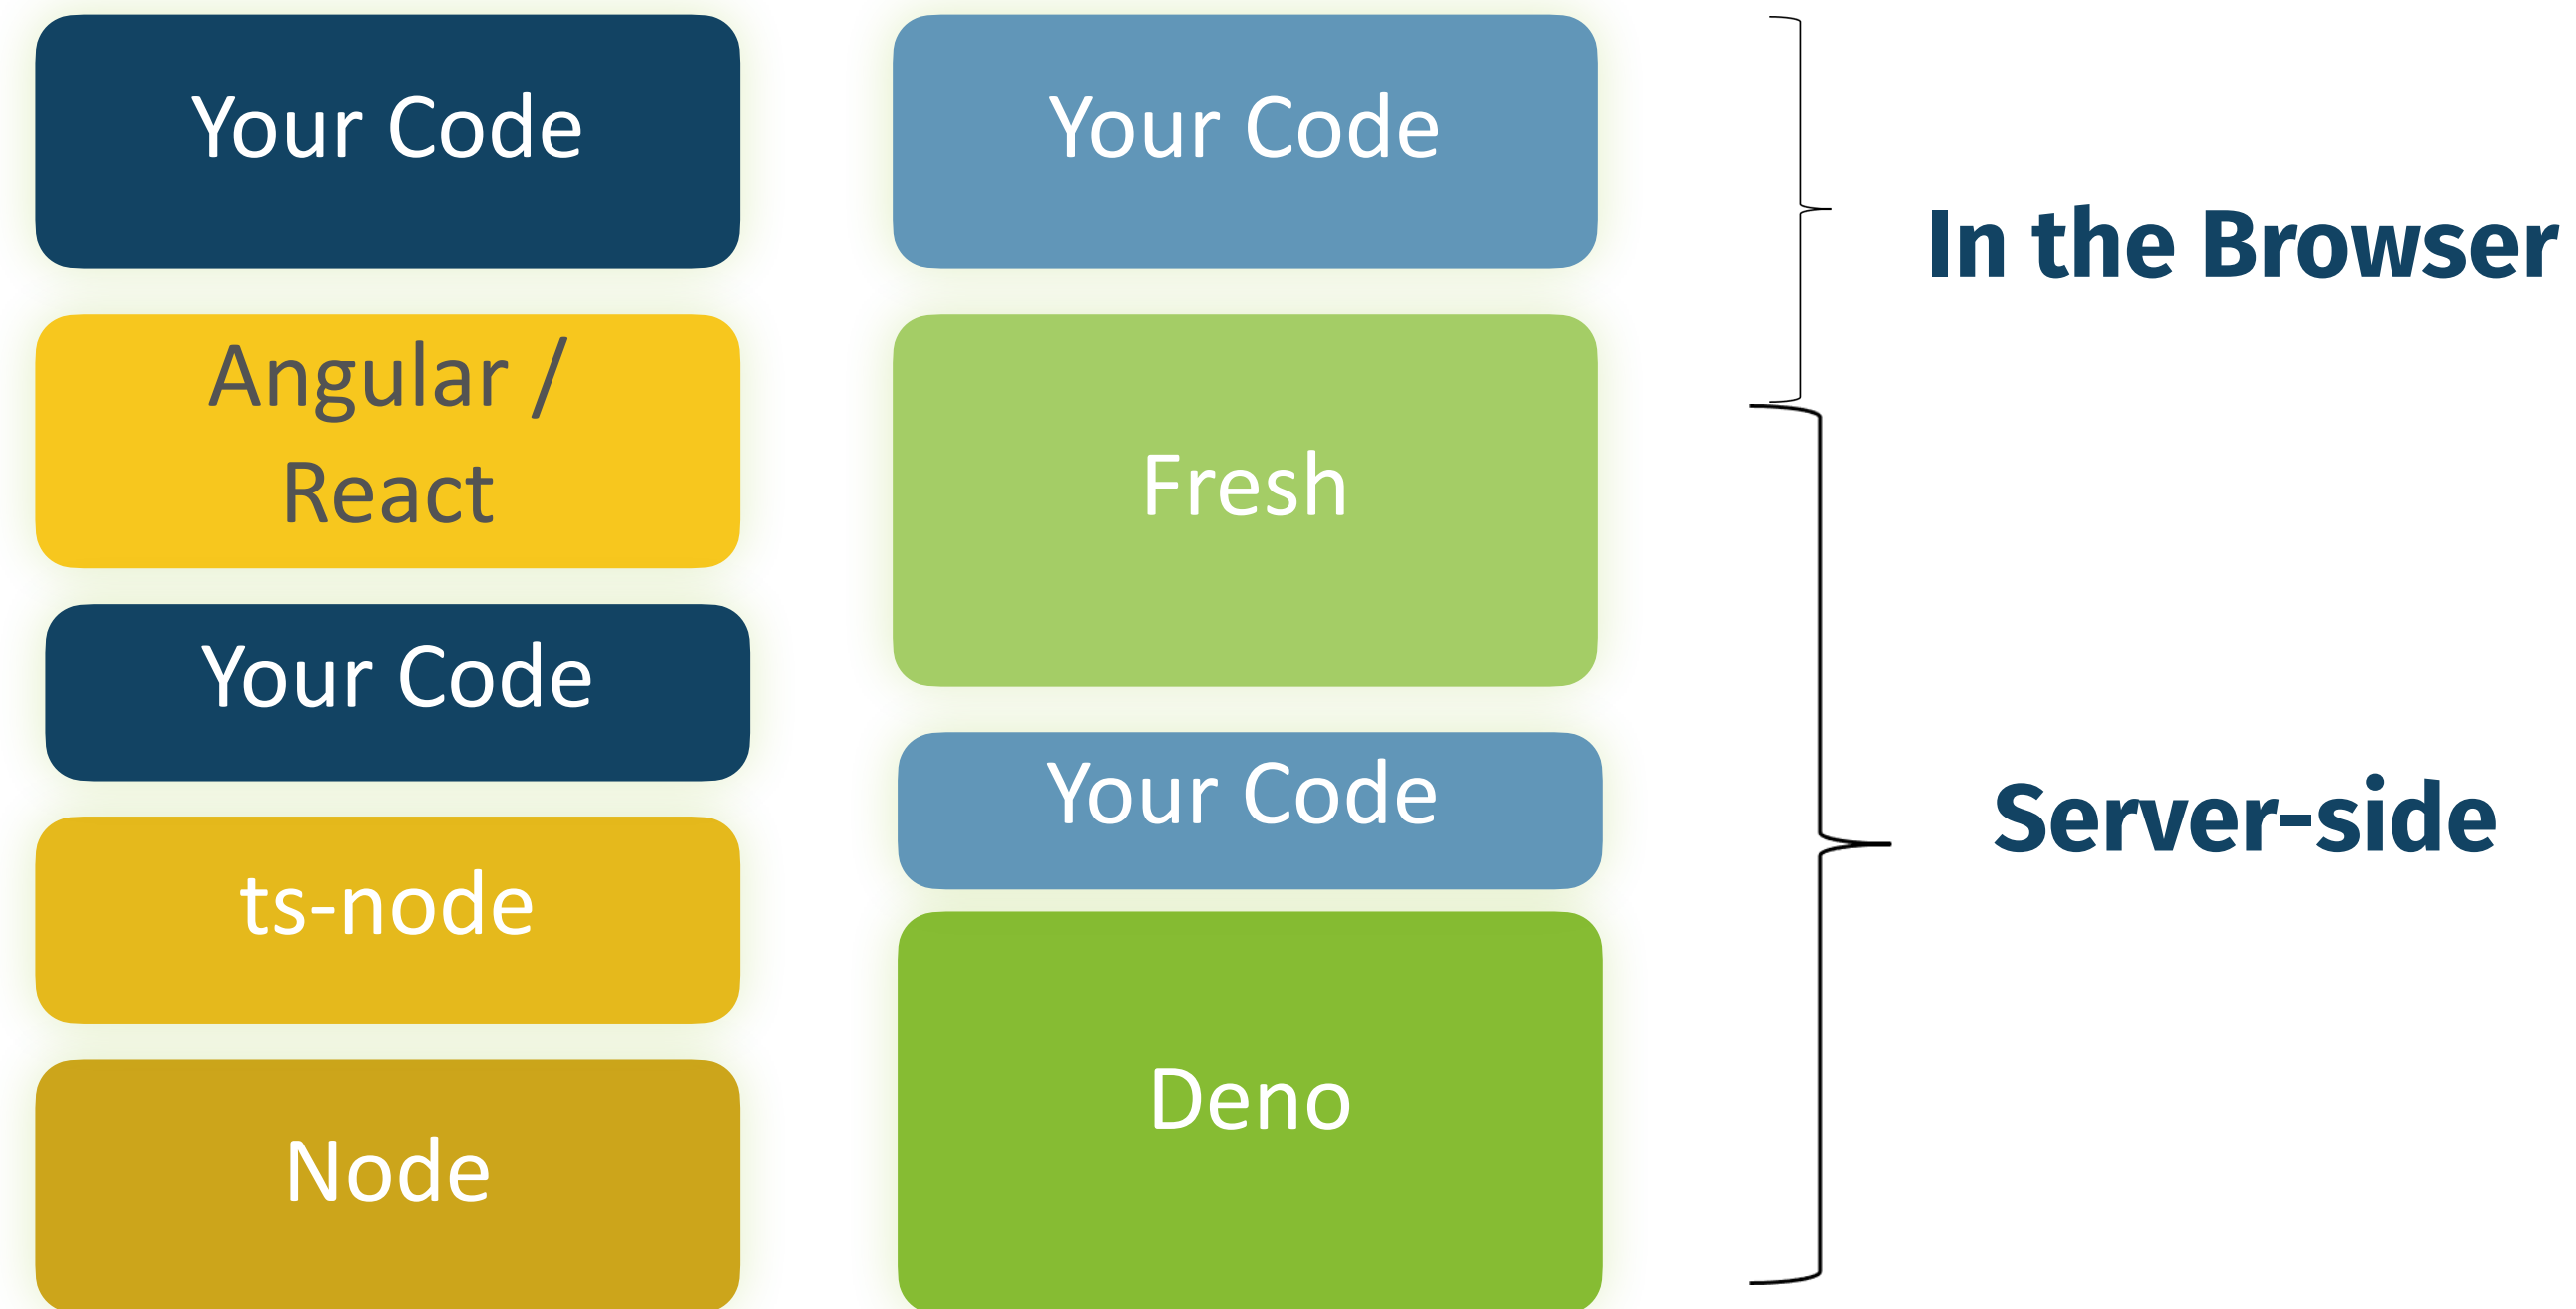 Your Code
Angular /
React
Your Code
ts-node
Node
Your Code
Fresh
Your Code
Deno
In the Browser
Server-side